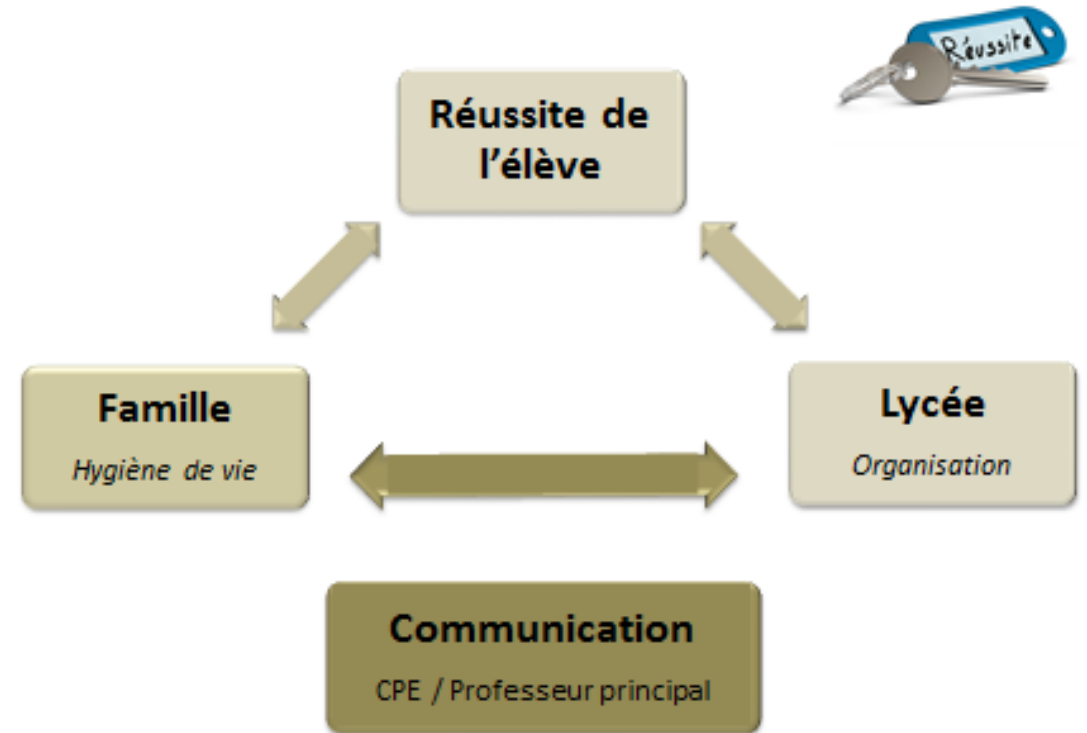 Réussite
Réussite de
l'élève
Famille
Hygiène de vie
Lycée
Organisation
Communication
CPE / Professeur principal